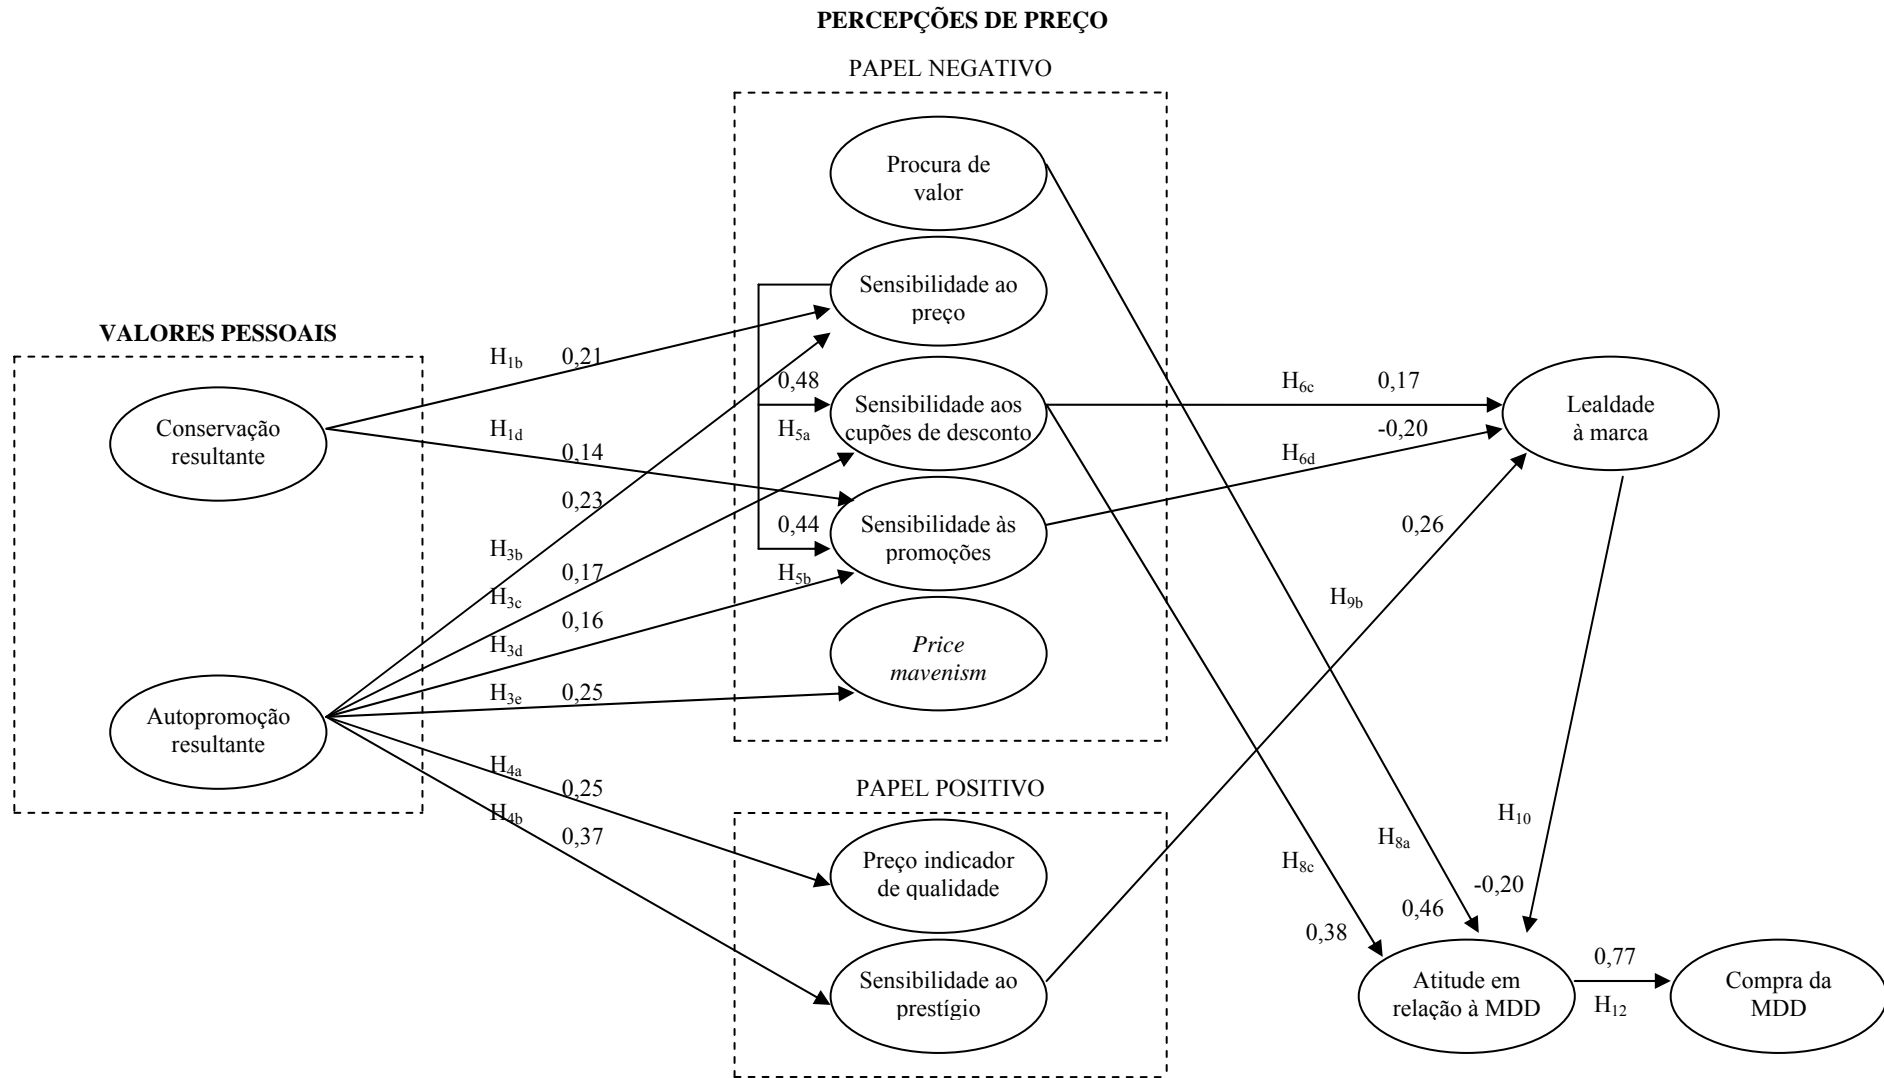 PERCEPÇÕES DE PREÇO
PAPEL NEGATIVO
Procura de
valor
Sensibilidade ao
preço
VALORES PESSOAIS
H1b 0,21
0,48
H6c 0,17
Conservação
resultante
Sensibilidade aos
cupões de desconto
Lealdade
à marca
H1d
H5a
-0,20
0,14
H6d
0,23
0,44
Sensibilidade às
promoções
0,26
H3b
0,17
H5b
H3c
0,16
H9b
H3d
Price
mavenism
H3e 0,25
Autopromoção
resultante
H4a
0,25
PAPEL POSITIVO
H4b
0,37
H10
H8a
Preço indicador
de qualidade
H8c
-0,20
0,46
0,38
Sensibilidade ao
prestígio
Atitude em
relação à MDD
0,77
H12
Compra da
MDD